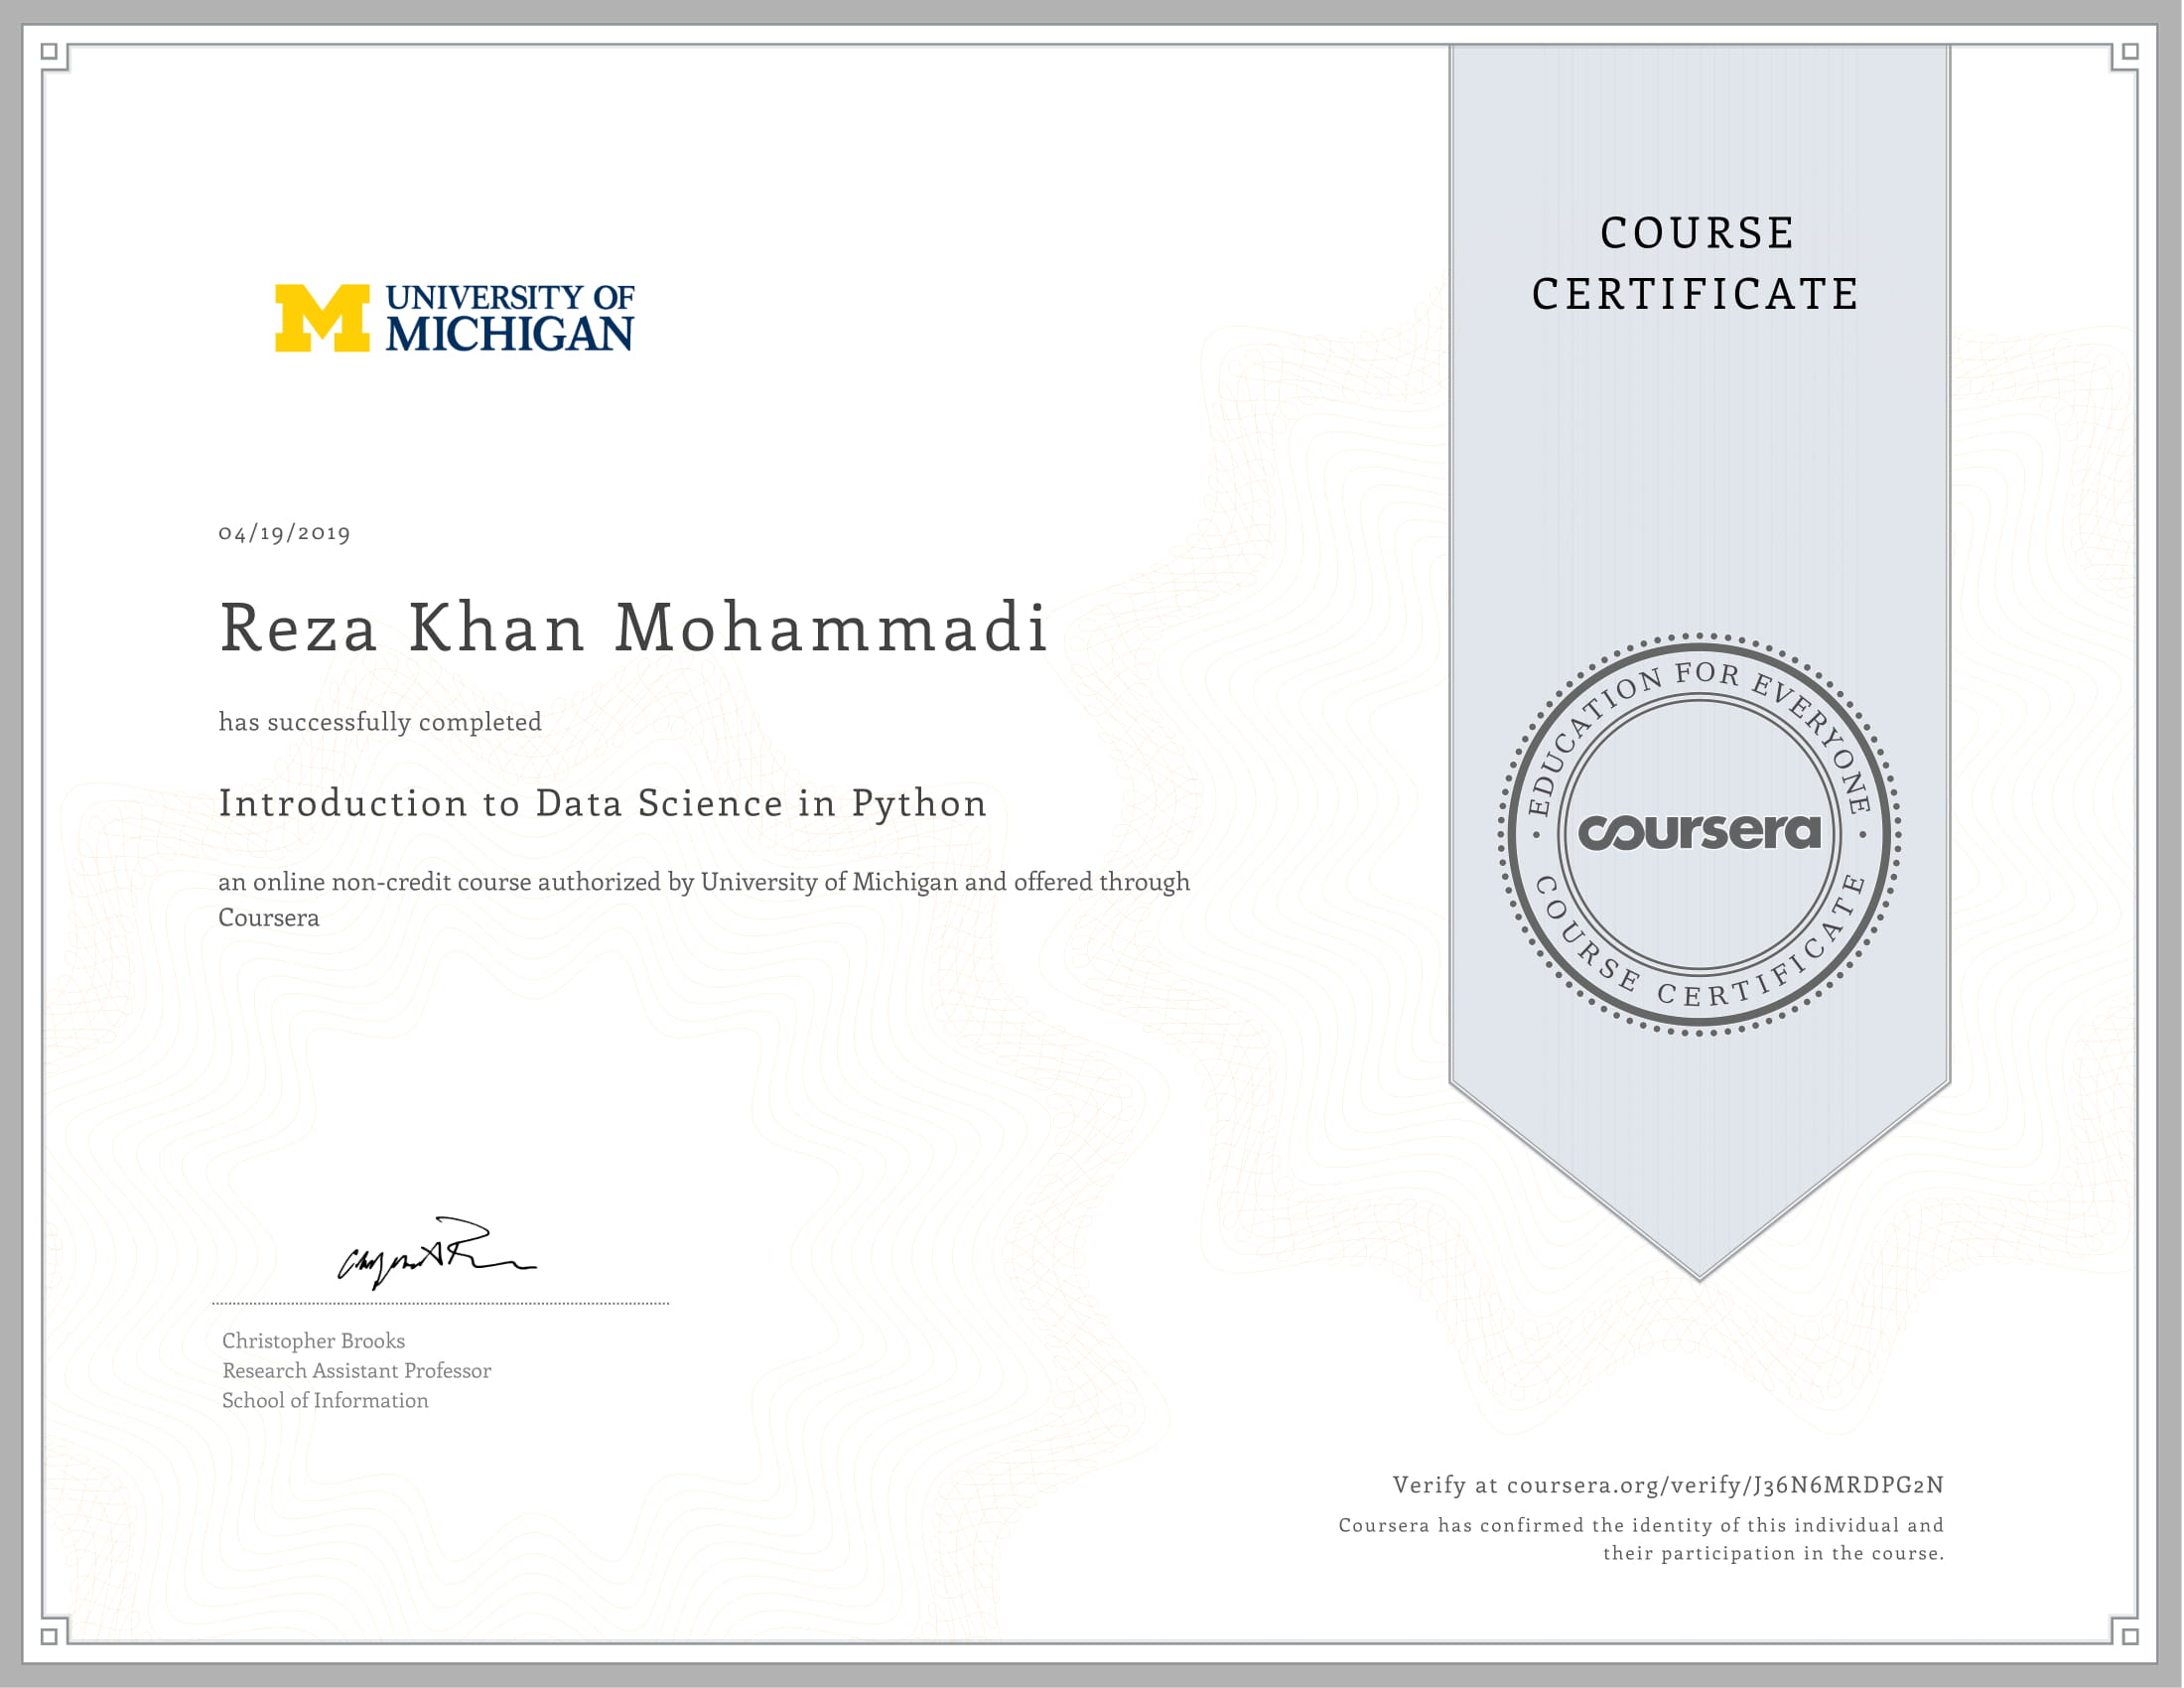 UNIVERSITY OF
MICHIGAN
COURSE
CERTIFICATE
04/19/2019
Reza Khan Mohammadi
has successfully completed
Introduction to Data Science in Python
an online non-credit course authorized by University of Michigan and offered through
Coursera
EDUCATION FOR EVERYONE
coursera
COURSE CERTIFICATE
Christopher Brooks
Research Assistant Professor
School of Information
Verify at coursera.org/verify/J36N6MRDPG2N
Coursera has confirmed the identity of this individual and
their participation in the course.